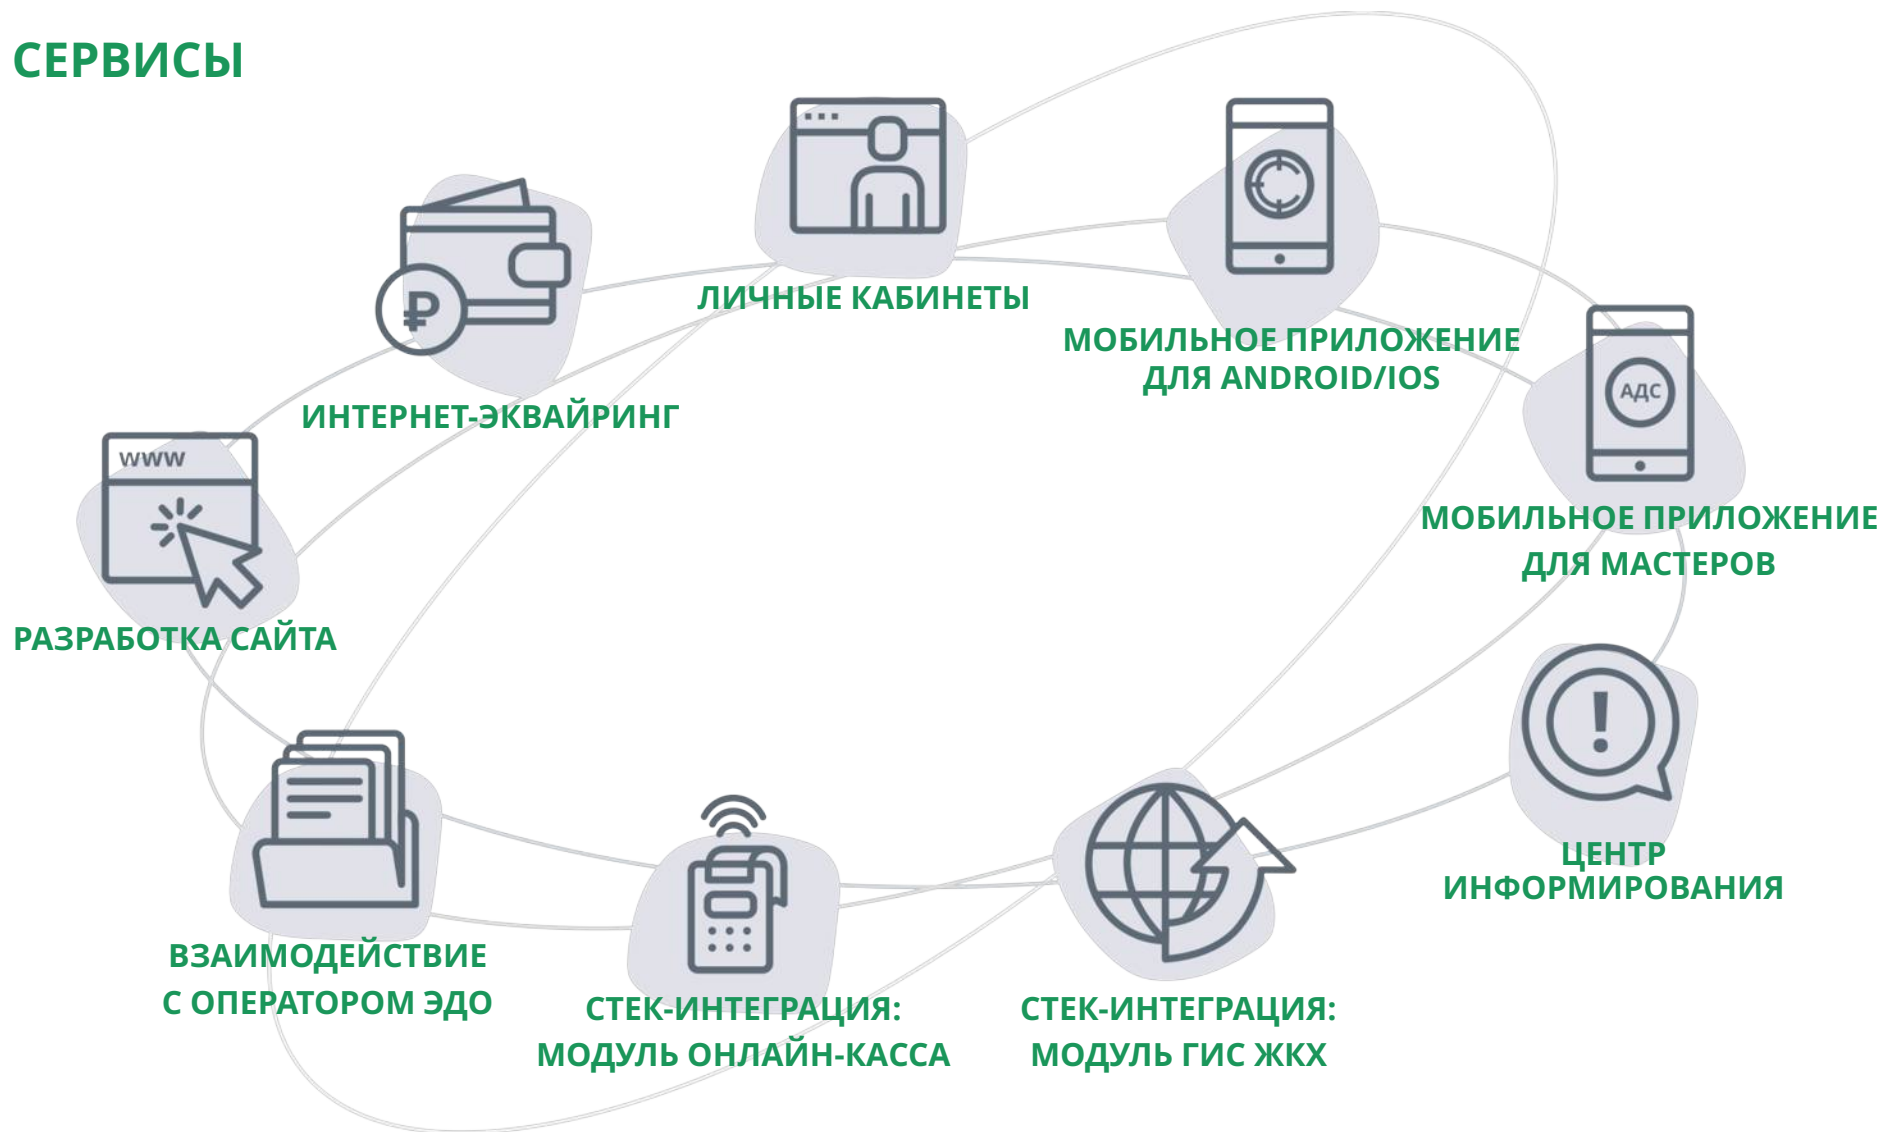 СЕРВИСЫ
ЛИЧНЫЕ КАБИНЕТЫ
МОБИЛЬНОЕ ПРИЛОЖЕНИЕ
ДЛЯ ANDROID/IOS
₽
ИНТЕРНЕТ-ЭКВАЙРИНГ
АДС
МОБИЛЬНОЕ ПРИЛОЖЕНИЕ
ДЛЯ МАСТЕРОВ
www
РАЗРАБОТКА САЙТА
!
ЦЕНТР
ИНФОРМИРОВАНИЯ
ВЗАИМОДЕЙСТВИЕ
С ОПЕРАТОРОМ ЭДО
СТЕК-ИНТЕГРАЦИЯ:
МОДУЛЬ ОНЛАЙН-КАССА
СТЕК-ИНТЕГРАЦИЯ:
МОДУЛЬ ГИС ЖКХ